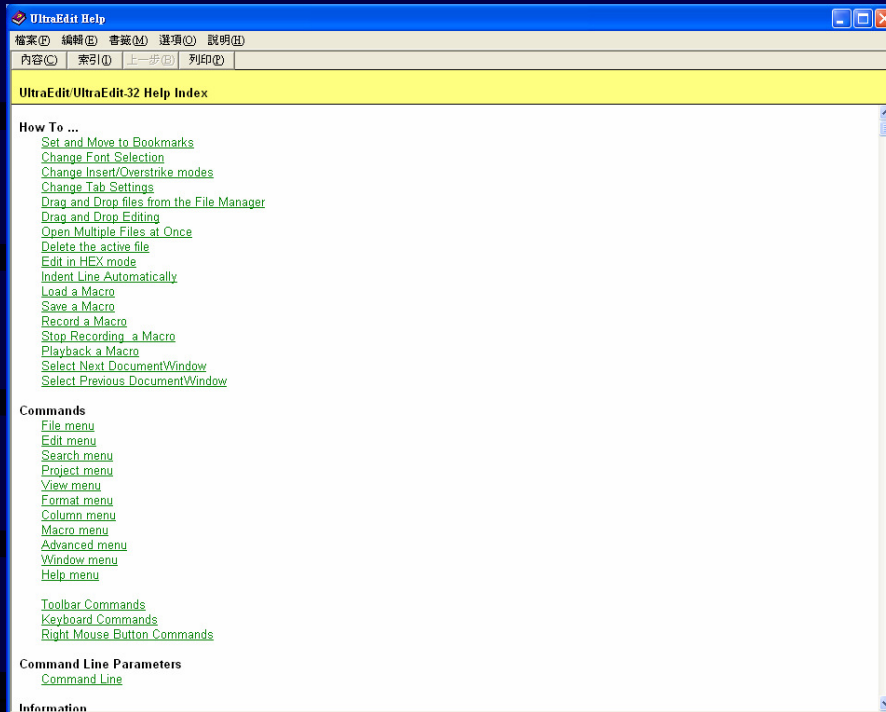 UltraEdit Help
檔案(F) 編輯(E) 書籤(M) 選項(O) 說明(H)
內容(C) 索引(I) 上一步(B) 列印(P)
UltraEdit/UltraEdit-32 Help Index
How To ...
Set and Move to Bookmarks
Change Font Selection
Change Insert/Overstrike modes
Change Tab Settings
Drag and Drop files from the File Manager
Drag and Drop Editing
Open Multiple Files at Once
Delete the active file
Edit in HEX mode
Indent Line Automatically
Load a Macro
Save a Macro
Record a Macro
Stop Recording  a Macro
Playback a Macro
Select Next DocumentWindow
Select Previous DocumentWindow
Commands
File menu
Edit menu
Search menu
Project menu
View menu
Format menu
Column menu
Macro menu
Advanced menu
Window menu
Help menu
Toolbar Commands
Keyboard Commands
Right Mouse Button Commands
Command Line Parameters
Command Line
Information